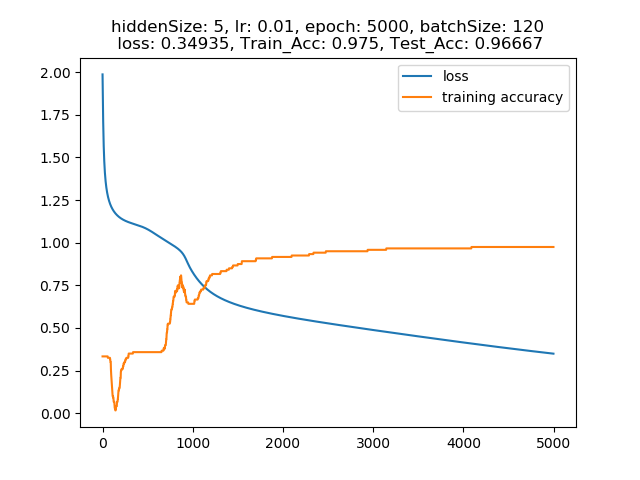 hiddenSize: 5, lr: 0.01, epoch: 5000, batchSize: 120
loss: 0.34935, Train_Acc: 0.975, Test_Acc: 0.96667
loss
training accuracy
2.00
1.75
1.50
1.25
1.00
0.75
0.50
0.25
0.00
0 1000 2000 3000 4000 5000